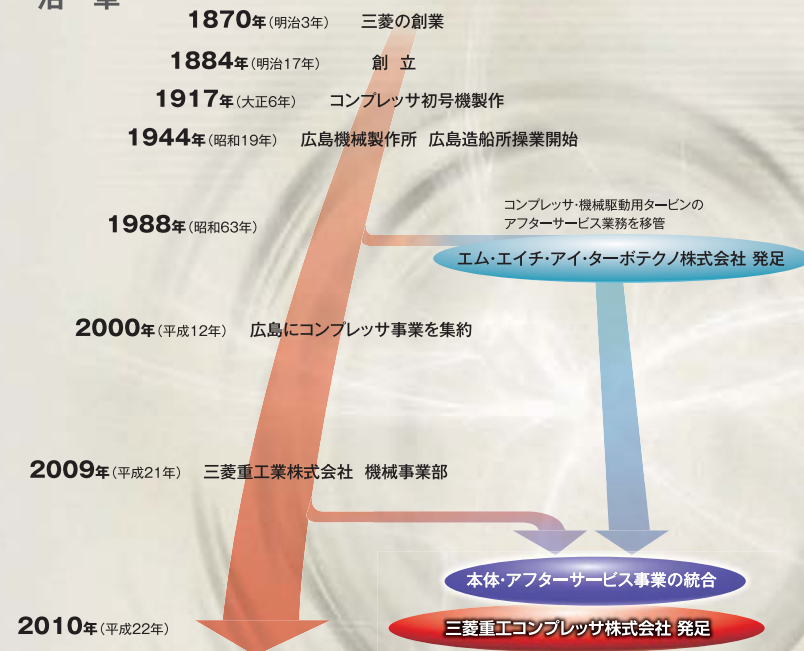 沿 革
1870年(明治3年) 三菱の創業
1884年(明治17年) 創 立
1917年(大正6年) コンプレッサ初号機製作
1944年(昭和19年) 広島機械製作所 広島造船所操業開始
コンプレッサ・機械駆動用タービンの
アフターサービス業務を移管
1988年(昭和63年)
エム・エイチ・アイ・ターボテクノ株式会社 発足
2000年(平成12年) 広島にコンプレッサ事業を集約
2009年(平成21年) 三菱重工業株式会社 機械事業部
本体・アフターサービス事業の統合
2010年(平成22年) 三菱重工コンプレッサ株式会社 発足